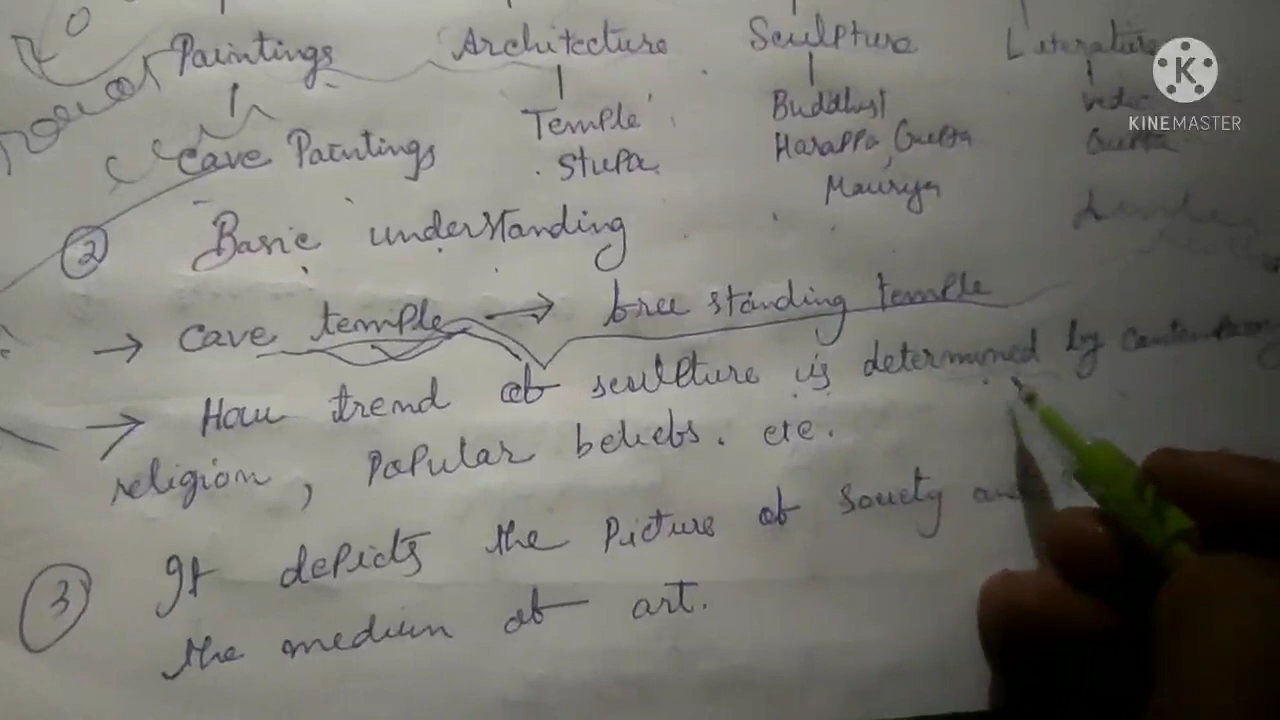 Paintings Architecture Sculpture Literature
Cave Paintings Temple Buddhist Vedic
Stupa Harappa, Gupta Gupta
Maurya
② Basic understanding
→ Cave temple → free standing temple
→ How trend of sculpture is determined by
religion, popular beliefs. etc.
③ It depicts the picture of society
the medium of art.
KINEMASTER